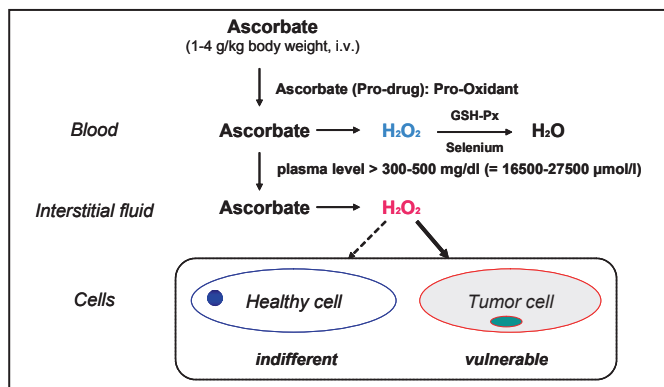 Ascorbate
(1-4 g/kg body weight, i.v.)
Ascorbate (Pro-drug): Pro-Oxidant
GSH-Px
Blood Ascorbate H₂O₂ H₂O
Selenium
plasma level > 300-500 mg/dl (= 16500-27500 µmol/l)
Interstitial fluid Ascorbate H₂O₂
Cells Healthy cell Tumor cell
indifferent vulnerable